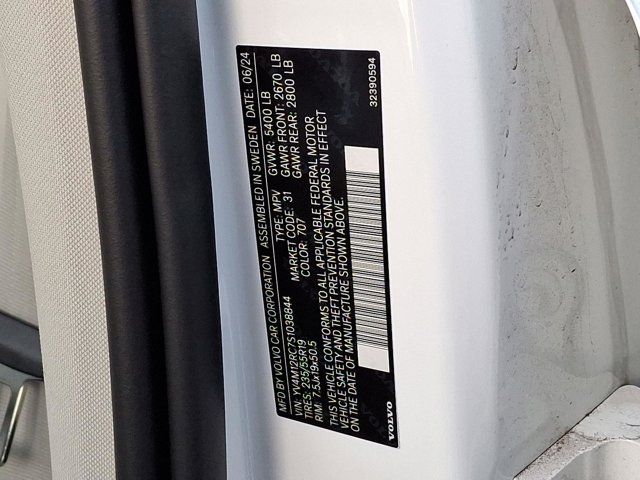 MFD BY VOLVO CAR CORPORATION ASSEMBLED IN SWEDEN DATE: 06/24
VIN: YV4M12RC7S1038844 TYPE: MPV GVWR: 5400 LB
TIRES: 235/55R19 MARKET CODE: 31 GAWR FRONT: 2670 LB
RIM: 7.5Jx19x50.5 COLOR: 707 GAWR REAR: 2800 LB
THIS VEHICLE CONFORMS TO ALL APPLICABLE FEDERAL MOTOR
VEHICLE SAFETY AND THEFT PREVENTION STANDARDS IN EFFECT
ON THE DATE OF MANUFACTURE SHOWN ABOVE.
VOLVO 32390594